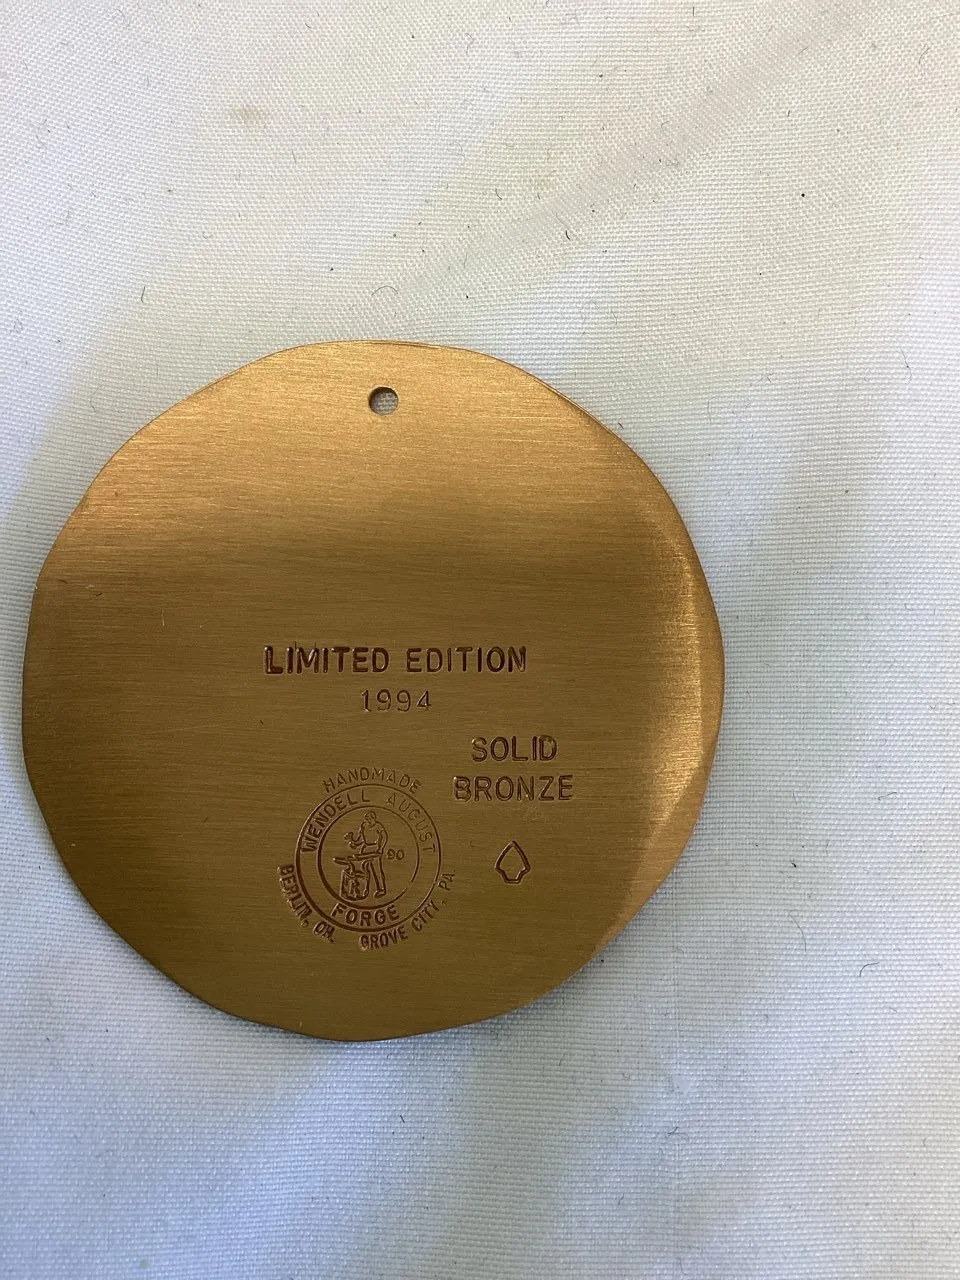 LIMITED EDITION
1994
SOLID
BRONZE
HANDMADE
WENDELL AUGUST
90
FORGE
BERLIN, OH. GROVE CITY, PA.